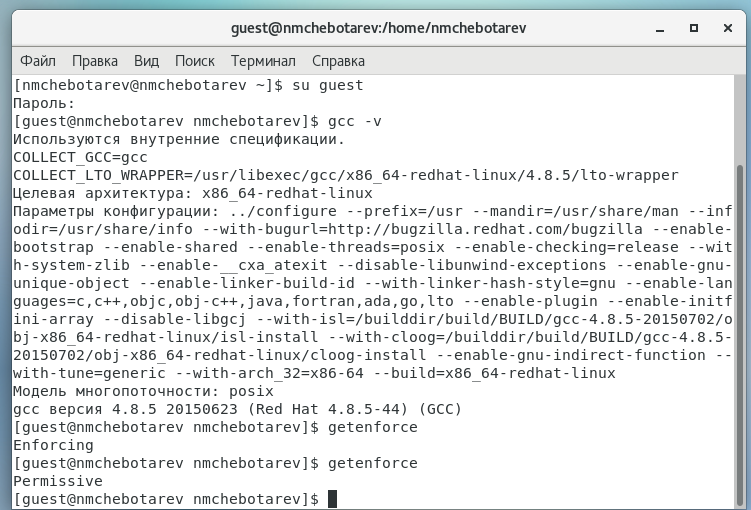 guest@nmchebotarev:/home/nmchebotarev
Файл Правка Вид Поиск Терминал Справка
[nmchebotarev@nmchebotarev ~]$ su guest
Пароль:
[guest@nmchebotarev nmchebotarev]$ gcc -v
Используются внутренние спецификации.
COLLECT_GCC=gcc
COLLECT_LTO_WRAPPER=/usr/libexec/gcc/x86_64-redhat-linux/4.8.5/lto-wrapper
Целевая архитектура: x86_64-redhat-linux
Параметры конфигурации: ../configure --prefix=/usr --mandir=/usr/share/man --inf
odir=/usr/share/info --with-bugurl=http://bugzilla.redhat.com/bugzilla --enable-
bootstrap --enable-shared --enable-threads=posix --enable-checking=release --wit
h-system-zlib --enable-__cxa_atexit --disable-libunwind-exceptions --enable-gnu-
unique-object --enable-linker-build-id --with-linker-hash-style=gnu --enable-lan
guages=c,c++,objc,obj-c++,java,fortran,ada,go,lto --enable-plugin --enable-initf
ini-array --disable-libgcj --with-isl=/builddir/build/BUILD/gcc-4.8.5-20150702/o
bj-x86_64-redhat-linux/isl-install --with-cloog=/builddir/build/BUILD/gcc-4.8.5-
20150702/obj-x86_64-redhat-linux/cloog-install --enable-gnu-indirect-function --
with-tune=generic --with-arch_32=x86-64 --build=x86_64-redhat-linux
Модель многопоточности: posix
gcc версия 4.8.5 20150623 (Red Hat 4.8.5-44) (GCC)
[guest@nmchebotarev nmchebotarev]$ getenforce
Enforcing
[guest@nmchebotarev nmchebotarev]$ getenforce
Permissive
[guest@nmchebotarev nmchebotarev]$